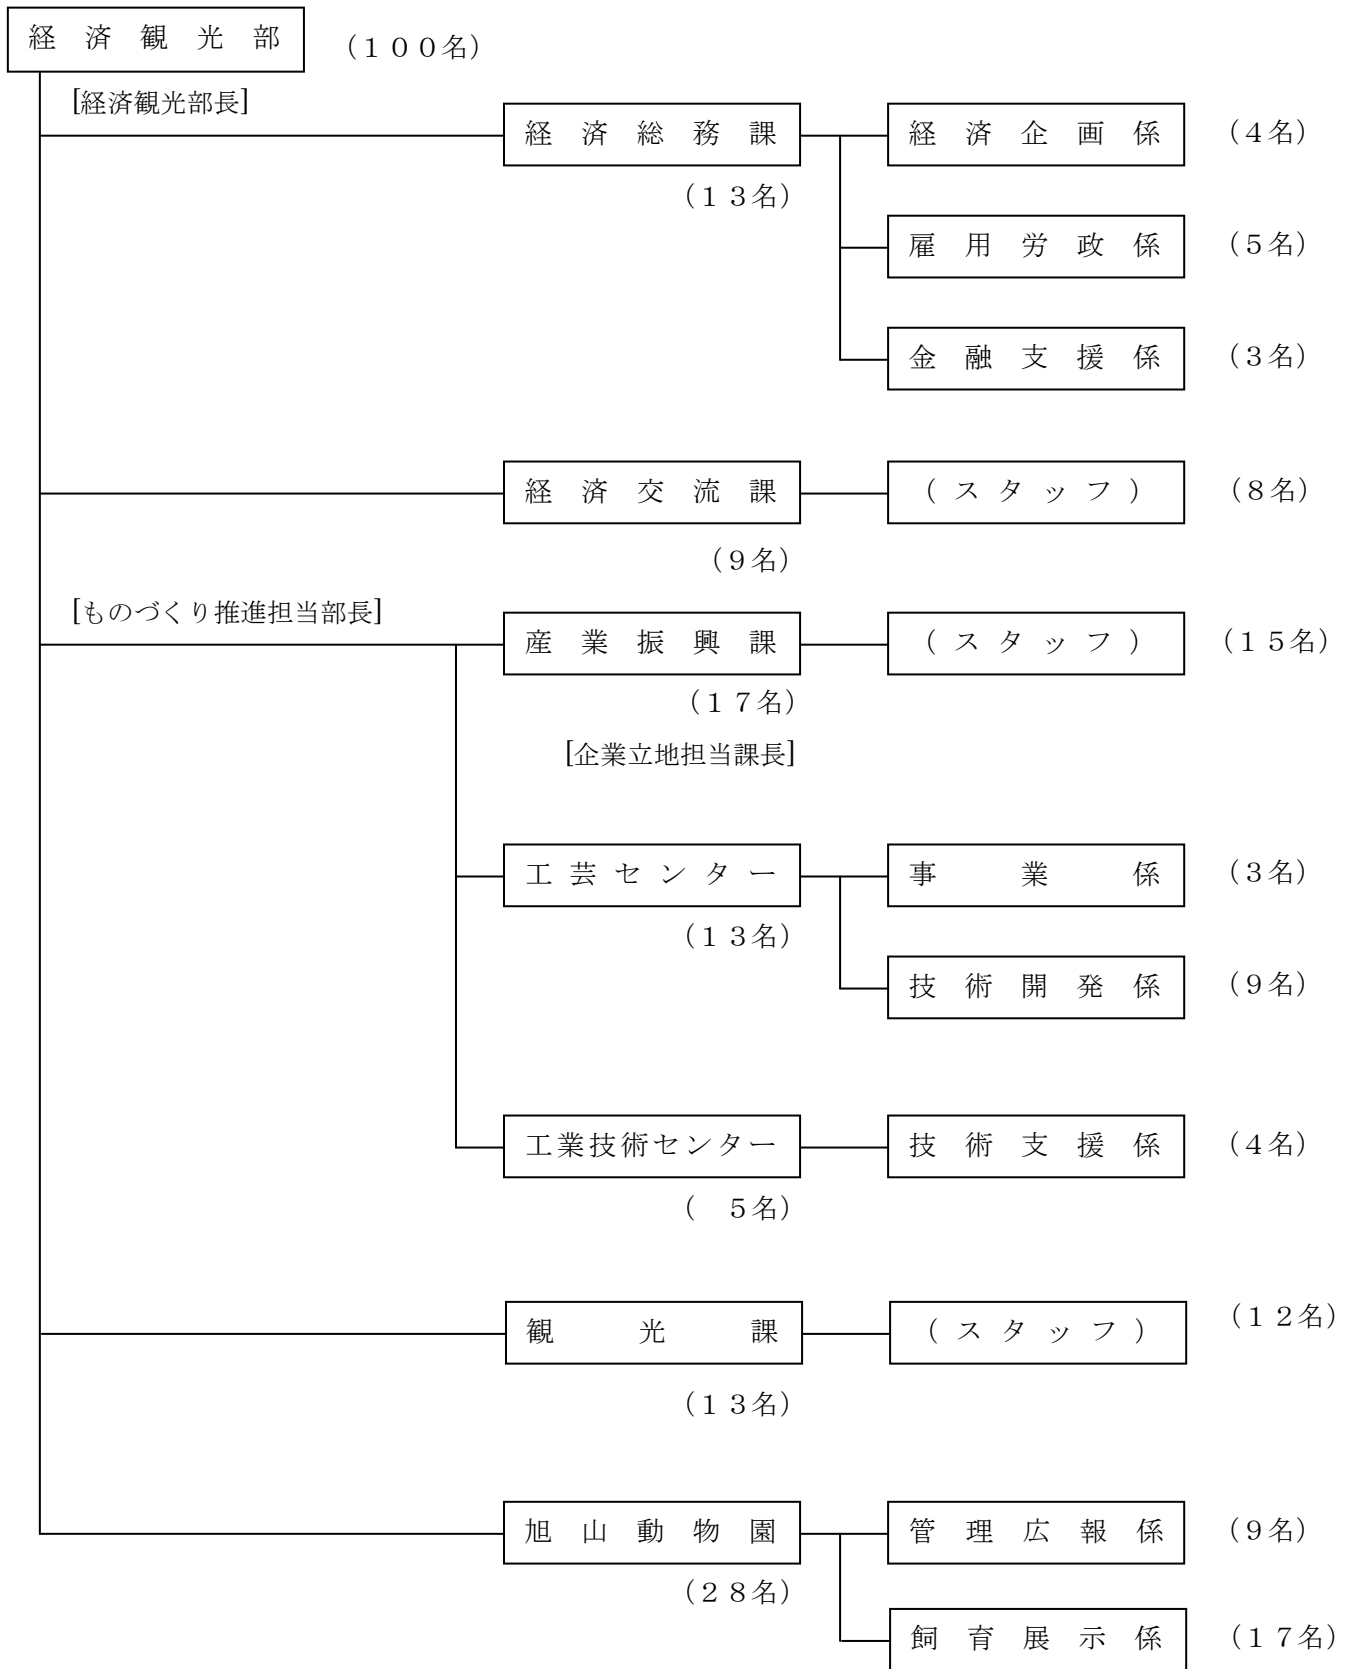 経済観光部 （１００名）
[経済観光部長]
経済総務課 経済企画係 （４名）
（１３名）
雇用労政係 （５名）
金融支援係 （３名）
経済交流課 （スタッフ） （８名）
（９名）
[ものづくり推進担当部長]
産業振興課 （スタッフ） （１５名）
（１７名）
[企業立地担当課長]
工芸センター 事業係 （３名）
（１３名）
技術開発係 （９名）
工業技術センター 技術支援係 （４名）
（　５名）
観光課 （スタッフ） （１２名）
（１３名）
旭山動物園 管理広報係 （９名）
（２８名）
飼育展示係 （１７名）